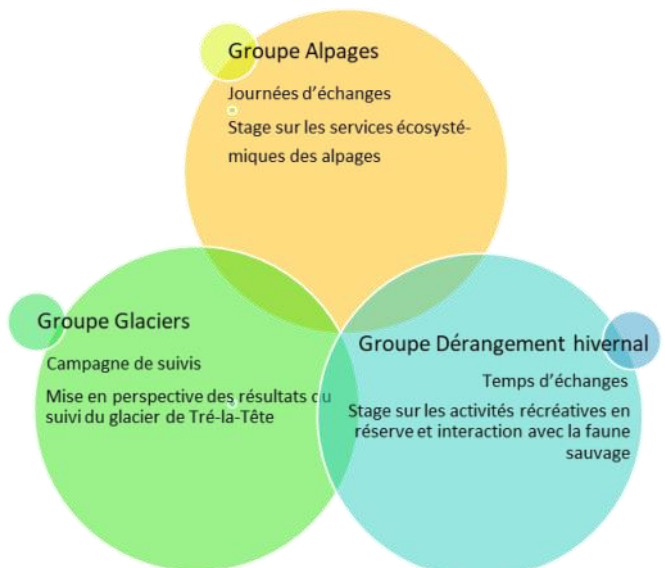 Groupe Alpages
Journées d’échanges
Stage sur les services écosysté-
miques des alpages
Groupe Glaciers
Campagne de suivis
Mise en perspective des résultats du
suivi du glacier de Tré-la-Tête
Groupe Dérangement hivernal
Temps d’échanges
Stage sur les activités récréatives en
réserve et interaction avec la faune
sauvage